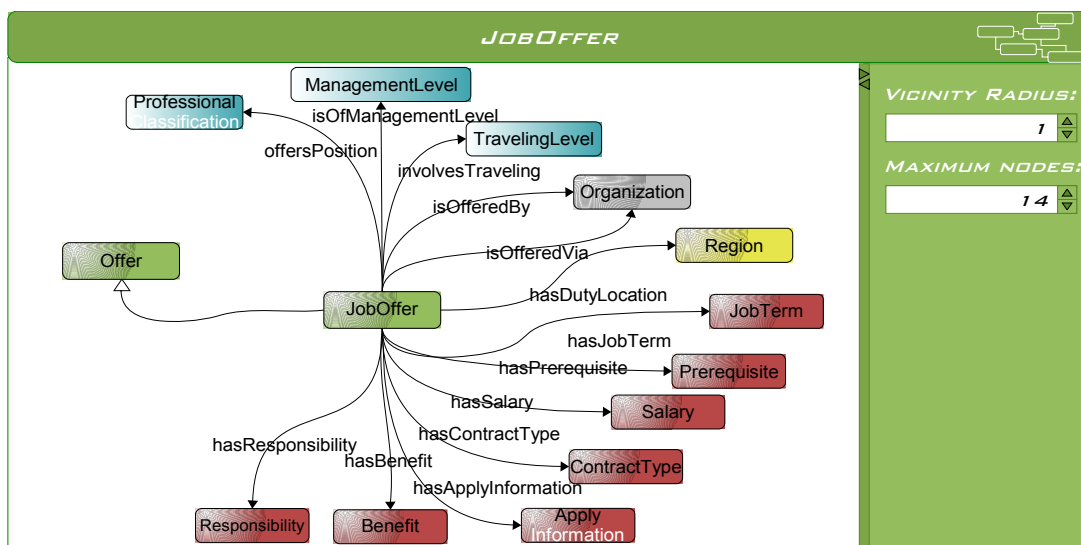 JobOffer
ManagementLevel
Professional
Classification
isOfManagementLevel
TravelingLevel
offersPosition
involvesTraveling
Organization
isOfferedBy
Region
isOfferedVia
Offer
hasDutyLocation
JobOffer
JobTerm
hasJobTerm
hasPrerequisite
Prerequisite
hasSalary
Salary
hasContractType
hasResponsibility
hasBenefit
ContractType
hasApplyInformation
Responsibility
Benefit
Apply
Information
Vicinity Radius:
1
Maximum nodes:
14